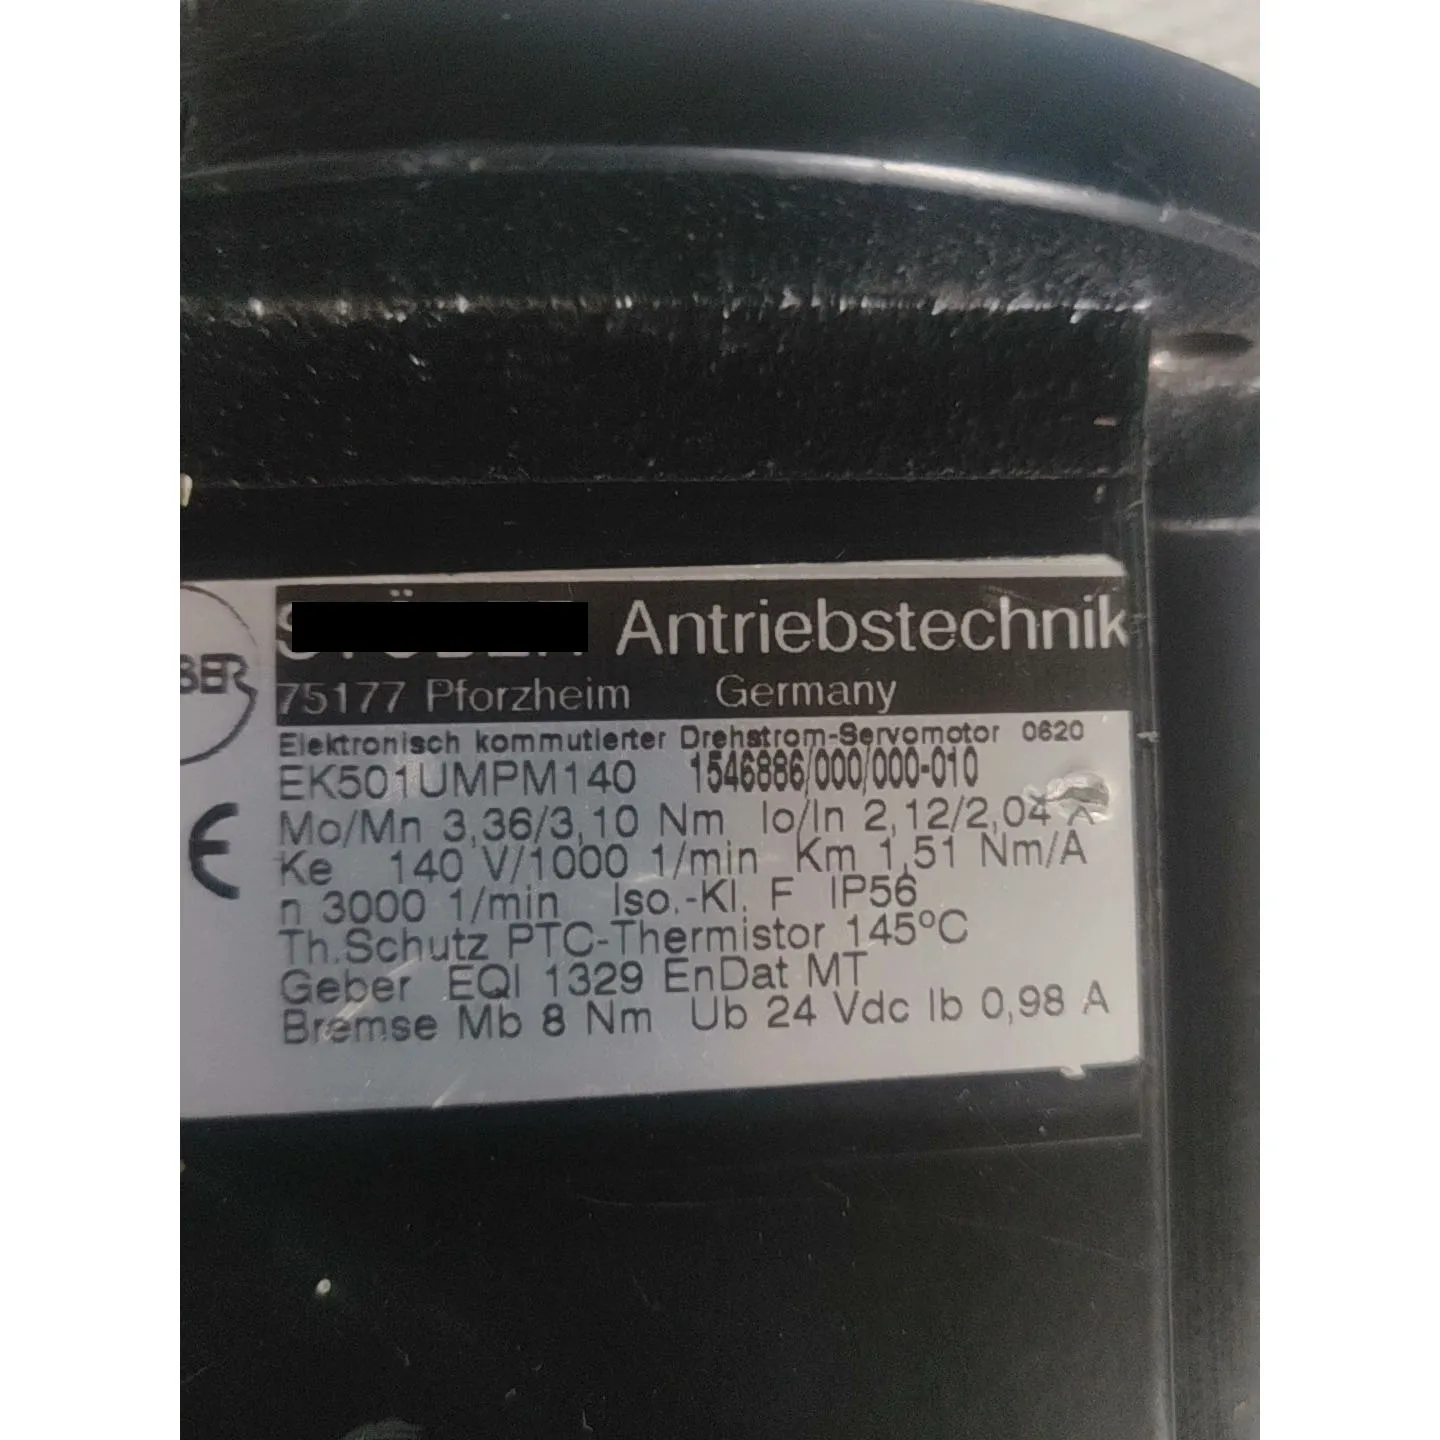 BER
Antriebstechnik
75177 Pforzheim Germany
Elektronisch kommutierter Drehstrom-Servomotor 0620
EK501UMPM140 1546886/000/000-010
Mo/Mn 3,36/3,10 Nm Io/In 2,12/2,04 A
Ke 140 V/1000 1/min Km 1,51 Nm/A
n 3000 1/min Iso.-Kl. F IP56
Th.Schutz PTC-Thermistor 145ºC
Geber EQI 1329 EnDat MT
Bremse Mb 8 Nm Ub 24 Vdc Ib 0,98 A
CE